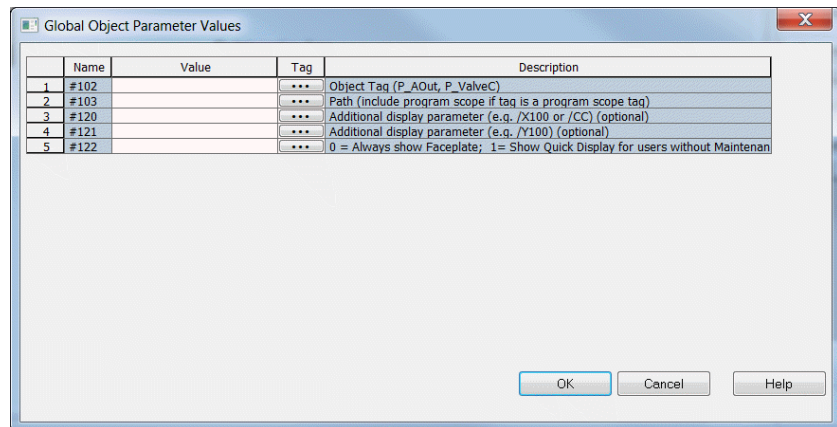 Global Object Parameter Values
Name Value Tag Description
1 #102 ... Object Tag (P_AOut, P_ValveC)
2 #103 ... Path (include program scope if tag is a program scope tag)
3 #120 ... Additional display parameter (e.g. /X100 or /CC) (optional)
4 #121 ... Additional display parameter (e.g. /Y100) (optional)
5 #122 ... 0 = Always show Faceplate; 1= Show Quick Display for users without Maintenan
OK Cancel Help